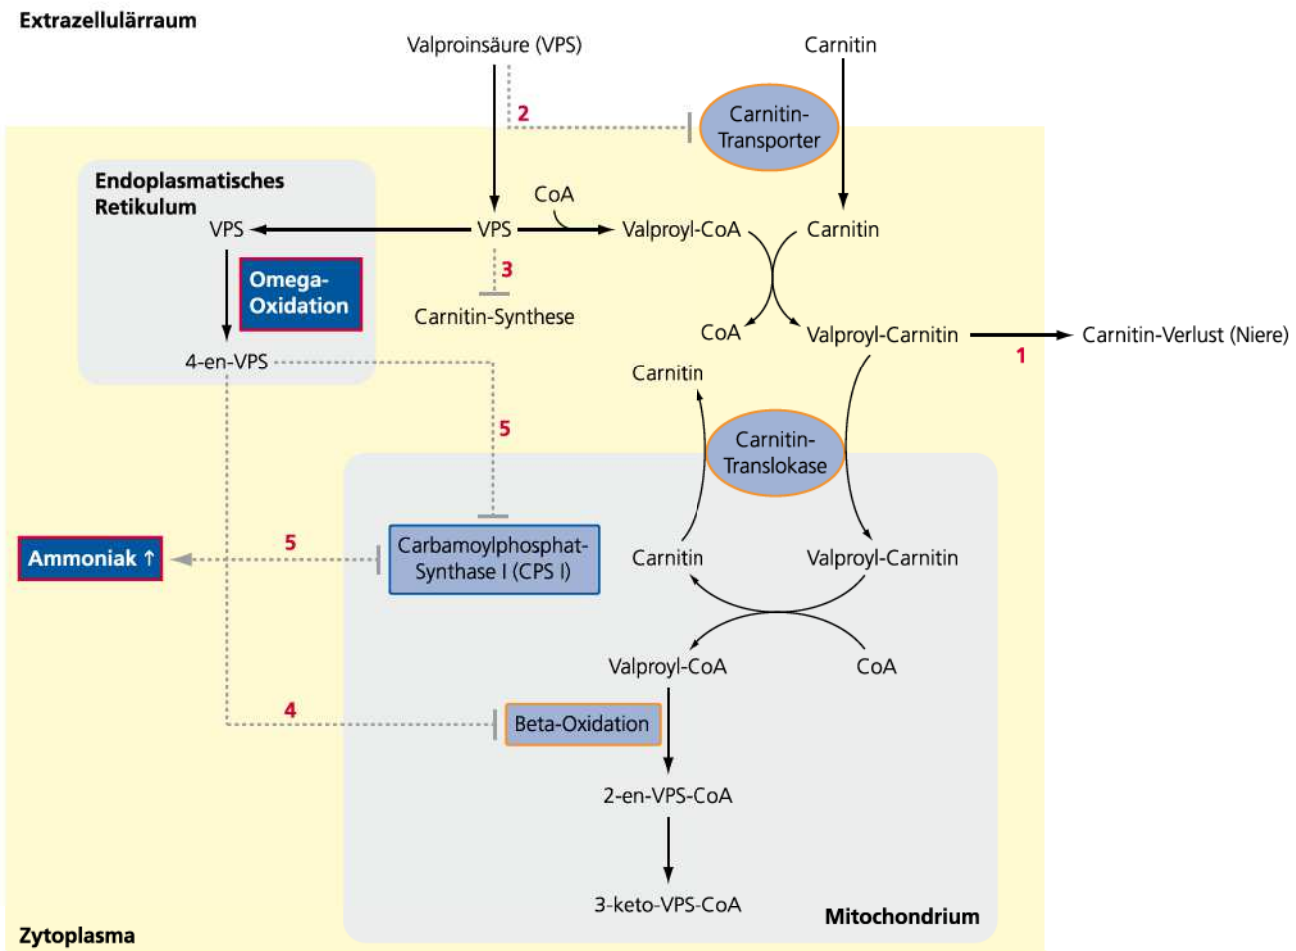 Extrazellulärraum
Valproinsäure (VPS)
Carnitin
2
Carnitin-
Transporter
Endoplasmatisches
Retikulum
CoA
VPS
VPS
Valproyl-CoA
Carnitin
3
Omega-
Oxidation
Carnitin-Synthese
CoA
Valproyl-Carnitin
Carnitin-Verlust (Niere)
1
4-en-VPS
Carnitin
5
Carnitin-
Translokase
Ammoniak ↑
5
Carbamoylphosphat-
Synthase I (CPS I)
Carnitin
Valproyl-Carnitin
Valproyl-CoA
CoA
4
Beta-Oxidation
2-en-VPS-CoA
3-keto-VPS-CoA
Mitochondrium
Zytoplasma